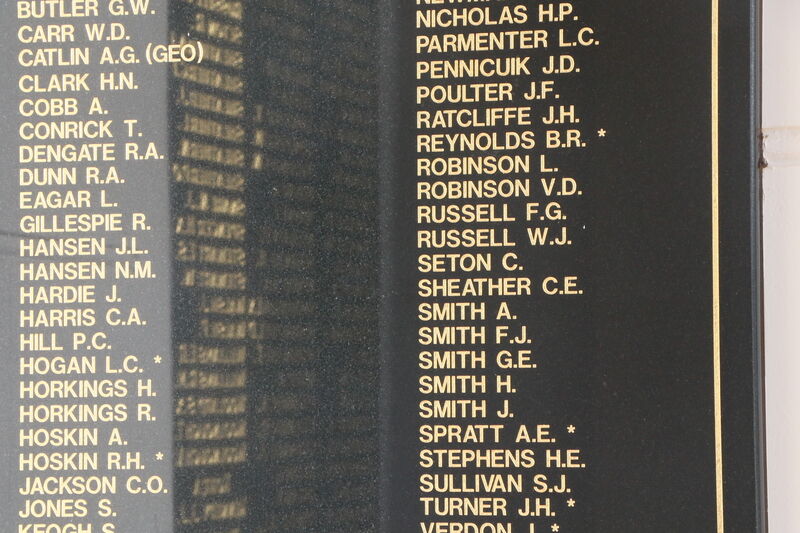 BUTLER G.W.
CARR W.D.
CATLIN A.G. (GEO)
CLARK H.N.
COBB A.
CONRICK T.
DENGATE R.A.
DUNN R.A.
EAGAR L.
GILLESPIE R.
HANSEN J.L.
HANSEN N.M.
HARDIE J.
HARRIS C.A.
HILL P.C.
HOGAN L.C. *
HORKINGS H.
HORKINGS R.
HOSKIN A.
HOSKIN R.H. *
JACKSON C.O.
JONES S.
KEOGH S.
NICHOLAS H.P.
PARMENTER L.C.
PENNICUIK J.D.
POULTER J.F.
RATCLIFFE J.H.
REYNOLDS B.R. *
ROBINSON L.
ROBINSON V.D.
RUSSELL F.G.
RUSSELL W.J.
SETON C.
SHEATHER C.E.
SMITH A.
SMITH F.J.
SMITH G.E.
SMITH H.
SMITH J.
SPRATT A.E. *
STEPHENS H.E.
SULLIVAN S.J.
TURNER J.H. *
VERDON J. *